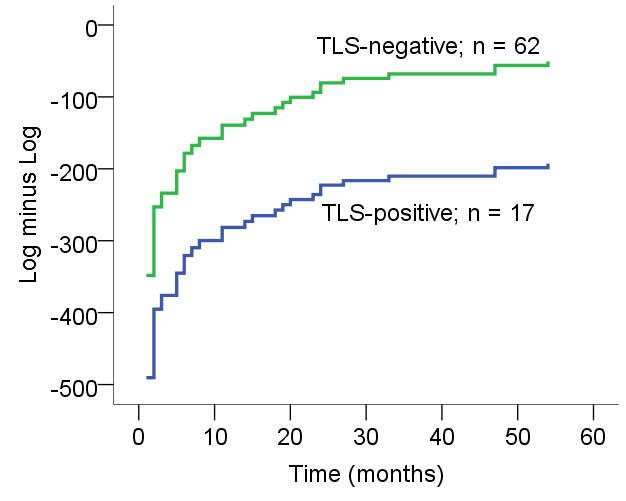 0
TLS-negative; n = 62
-100
-200
TLS-positive; n = 17
-300
-400
-500
Log minus Log
0 10 20 30 40 50 60
Time (months)